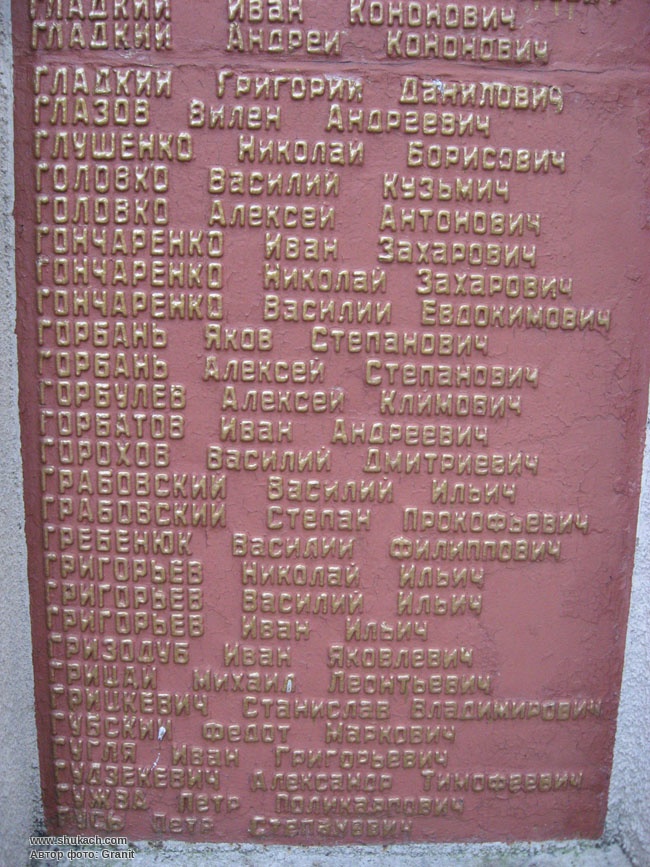 ГЛАДКИЙ Иван Кононович
ГЛАДКИЙ Андрей Кононович
ГЛАДКИЙ Григорий Данилович
ГЛАЗОВ Вилен Андреевич
ГЛУШЕНКО Николай Борисович
ГОЛОВКО Василий Кузьмич
ГОЛОВКО Алексей Антонович
ГОНЧАРЕНКО Иван Захарович
ГОНЧАРЕНКО Николай Захарович
ГОНЧАРЕНКО Василий Евдокимович
ГОРБАНЬ Яков Степанович
ГОРБАНЬ Алексей Степанович
ГОРБУЛЕВ Алексей Климович
ГОРБАТОВ Иван Андреевич
ГОРОХОВ Василий Дмитриевич
ГРАБОВСКИЙ Василий Ильич
ГРАБОВСКИЙ Степан Прокофьевич
ГРЕБЕНЮК Василий Филиппович
ГРИГОРЬЕВ Николай Ильич
ГРИГОРЬЕВ Василий Ильич
ГРИГОРЬЕВ Иван Ильич
ГРИЗОДУБ Иван Яковлевич
ГРИШАЙ Михаил Леонтьевич
ГРИШКЕВИЧ Станислав Владимирович
ГУБСКИЙ Федот Маркович
ГУГЛЯ Иван Григорьевич
ГУДЗЕКЕВИЧ Александр Тимофеевич
ГУЖВА Петр Поликарпович
ГУСЬ Петр Степанович
www.shukach.com
Автор фото: Granit